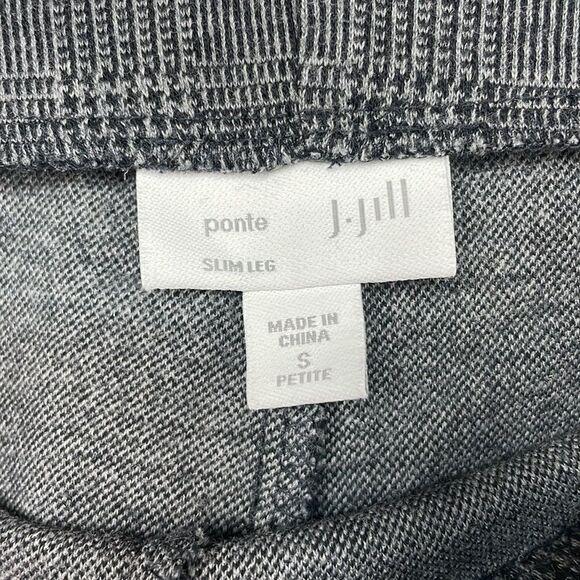 ponte J.Jill
SLIM LEG
MADE IN
CHINA
S
PETITE